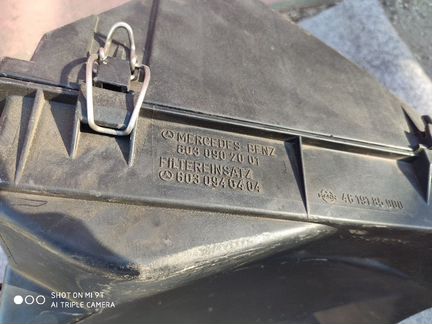 MERCEDES-BENZ
603 090 20 01
FILTEREINSATZ
603 094 04 04
SHOT ON MI 9T
AI TRIPLE CAMERA